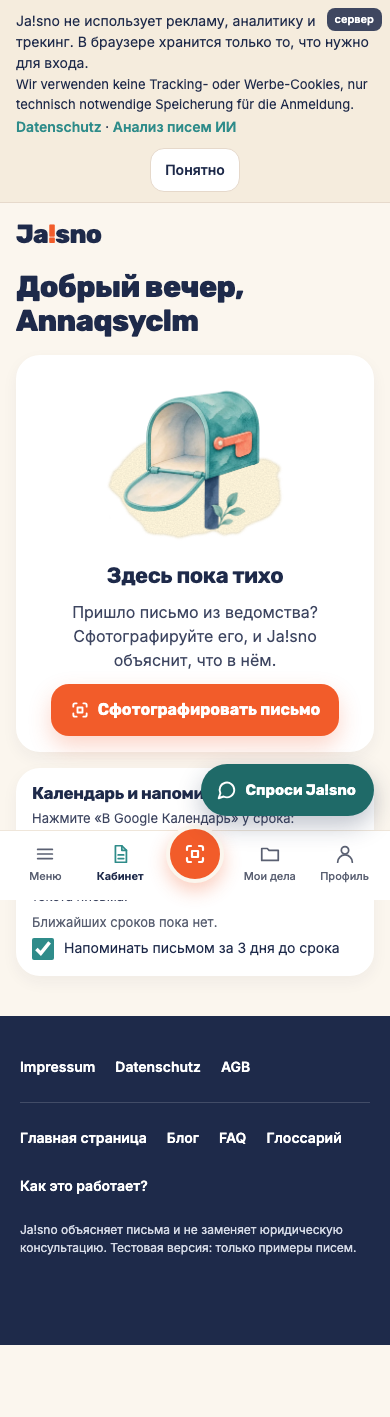 Ja!sno не использует рекламу, аналитику и
сервер
трекинг. В браузере хранится только то, что нужно
для входа.
Wir verwenden keine Tracking- oder Werbe-Cookies, nur
technisch notwendige Speicherung für die Anmeldung.
Datenschutz · Анализ писем ИИ
Понятно
Ja!sno
Добрый вечер,
Annaqsyclm
Здесь пока тихо
Пришло письмо из ведомства?
Сфотографируйте его, и Ja!sno
объяснит, что в нём.
Сфотографировать письмо
Календарь и
Спроси Ja!sno
Нажмите «В Google Календарь» у срока:
Меню
Кабинет
Мои дела
Профиль
Ближайших сроков пока нет.
Напоминать письмом за 3 дня до срока
Impressum Datenschutz AGB
Главная страница Блог FAQ Глоссарий
Как это работает?
Ja!sno объясняет письма и не заменяет юридическую
консультацию. Тестовая версия: только примеры писем.